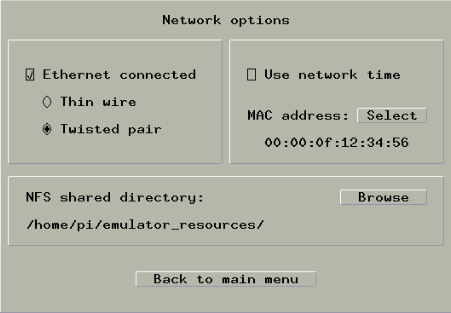 Network options
Ethernet connected
Thin wire
Twisted pair
Use network time
MAC address: Select
00:00:0f:12:34:56
NFS shared directory: Browse
/home/pi/emulator_resources/
Back to main menu